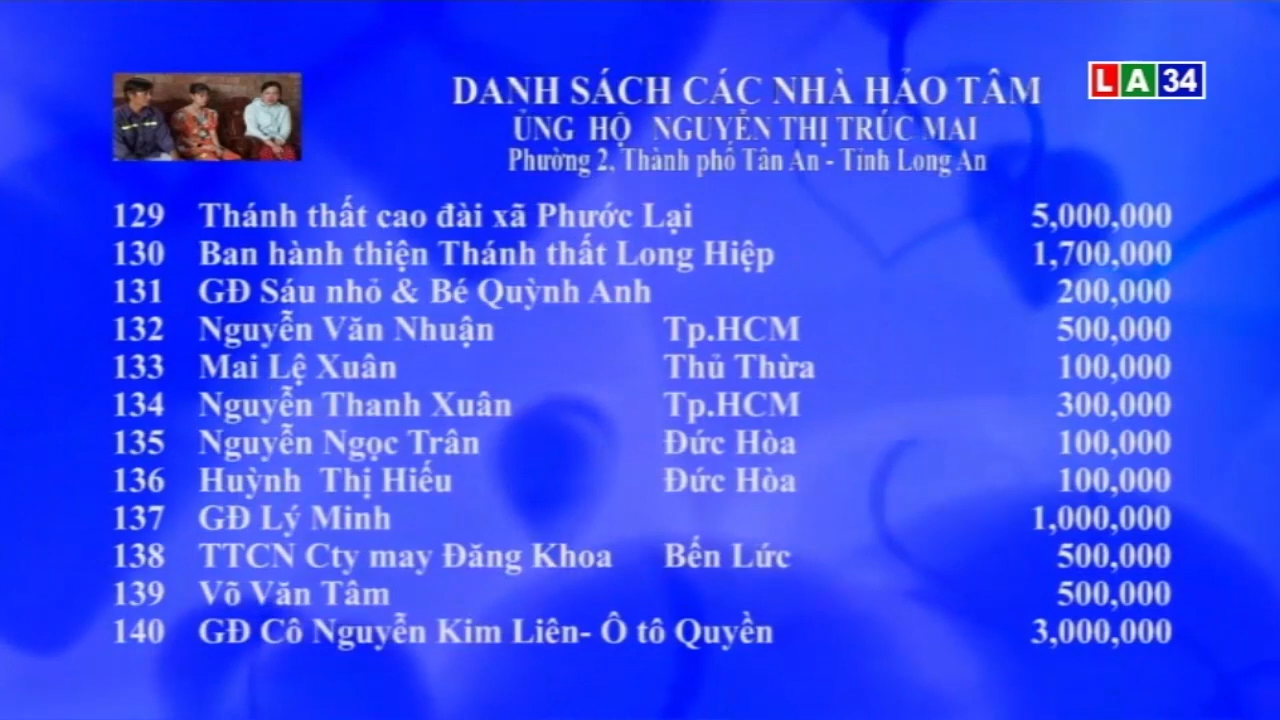 DANH SÁCH CÁC NHÀ HẢO TÂM
LA34
ỦNG HỘ NGUYỄN THỊ TRÚC MAI
Phường 2, Thành phố Tân An - Tỉnh Long An
129 Thánh thất cao đài xã Phước Lại 5,000,000
130 Ban hành thiện Thánh thất Long Hiệp 1,700,000
131 GĐ Sáu nhỏ & Bé Quỳnh Anh 200,000
132 Nguyễn Văn Nhuận Tp.HCM 500,000
133 Mai Lệ Xuân Thủ Thừa 100,000
134 Nguyễn Thanh Xuân Tp.HCM 300,000
135 Nguyễn Ngọc Trân Đức Hòa 100,000
136 Huỳnh Thị Hiếu Đức Hòa 100,000
137 GĐ Lý Minh 1,000,000
138 TTCN Cty may Đăng Khoa Bến Lức 500,000
139 Võ Văn Tâm 500,000
140 GĐ Cô Nguyễn Kim Liên- Ô tô Quyền 3,000,000